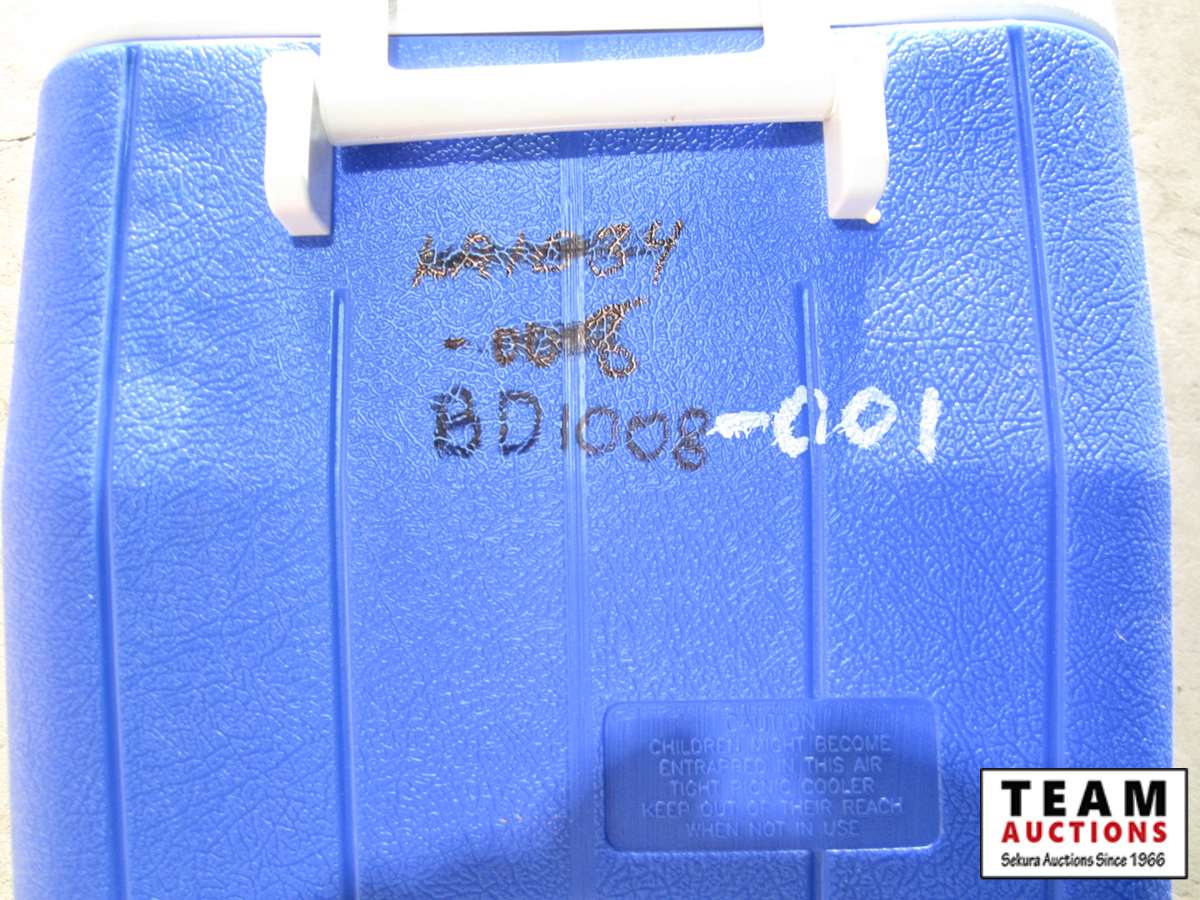 BD1008-001
CAUTION
CHILDREN MIGHT BECOME
ENTRAPPED IN THIS AIR
TIGHT PICNIC COOLER
KEEP OUT OF THEIR REACH
WHEN NOT IN USE
TEAM
AUCTIONS
Sekura Auctions Since 1966